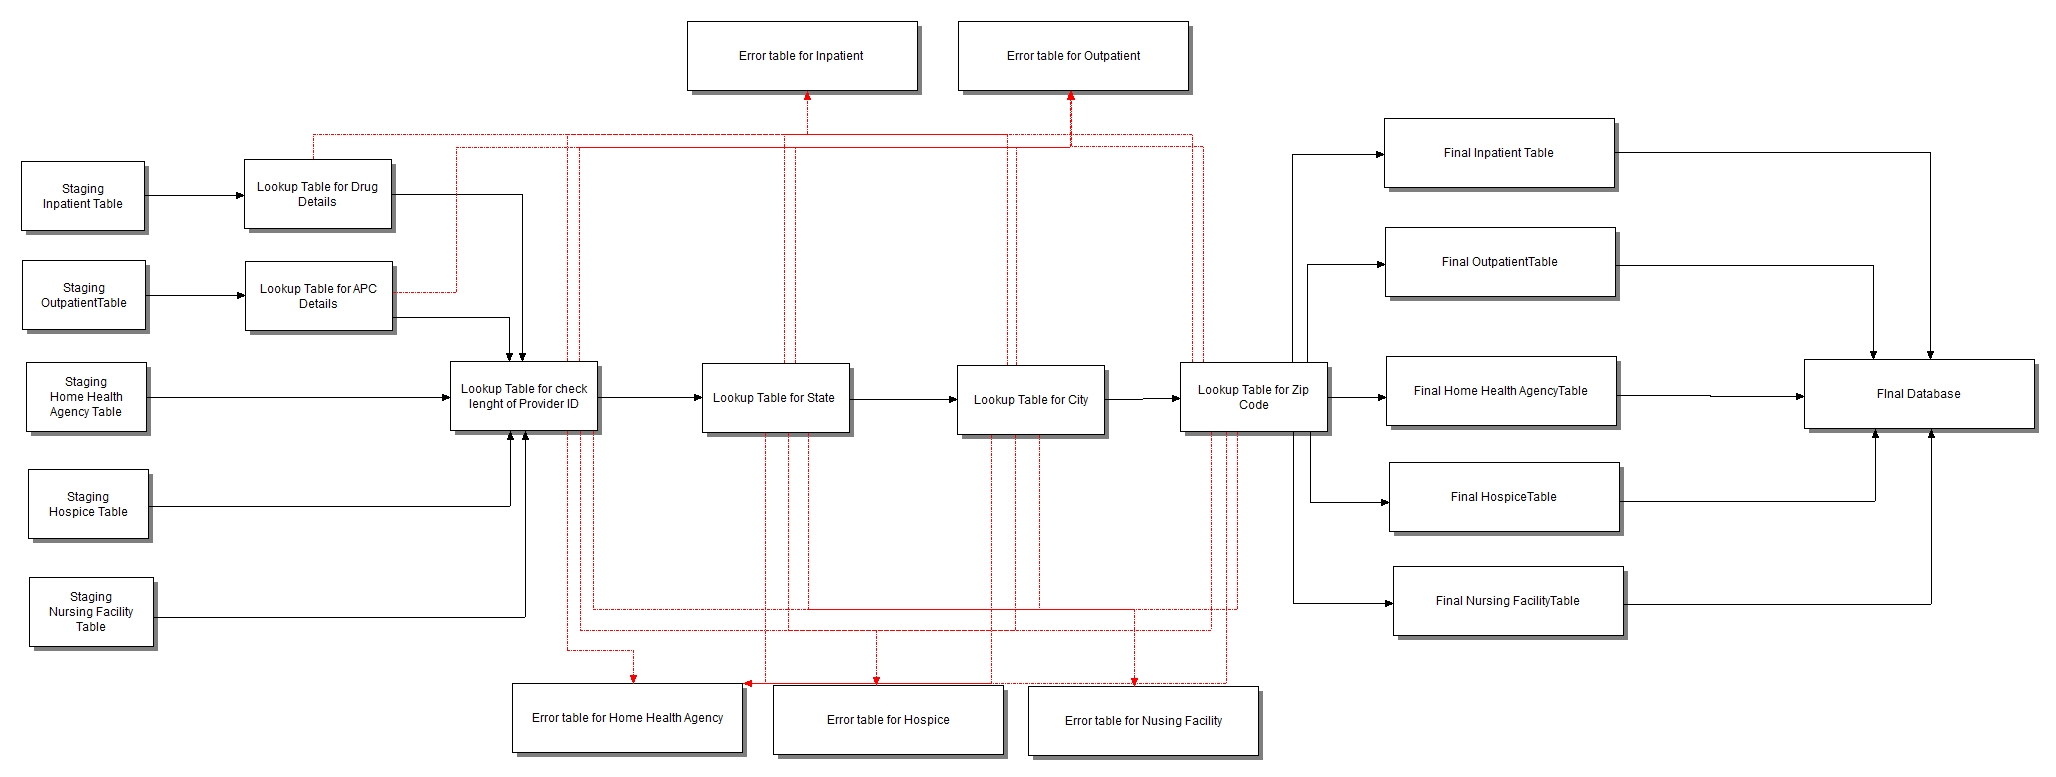 Error table for Inpatient
Error table for Outpatient
Staging
Inpatient Table
Lookup Table for Drug
Details
Final Inpatient Table
Staging
OutpatientTable
Lookup Table for APC
Details
Final OutpatientTable
Staging
Home Health
Agency Table
Lookup Table for check
lenght of Provider ID
Lookup Table for State
Lookup Table for City
Lookup Table for Zip
Code
Final Home Health AgencyTable
FInal Database
Staging
Hospice Table
Final HospiceTable
Staging
Nursing Facility
Table
Final Nursing FacilityTable
Error table for Home Health Agency
Error table for Hospice
Error table for Nusing Facility